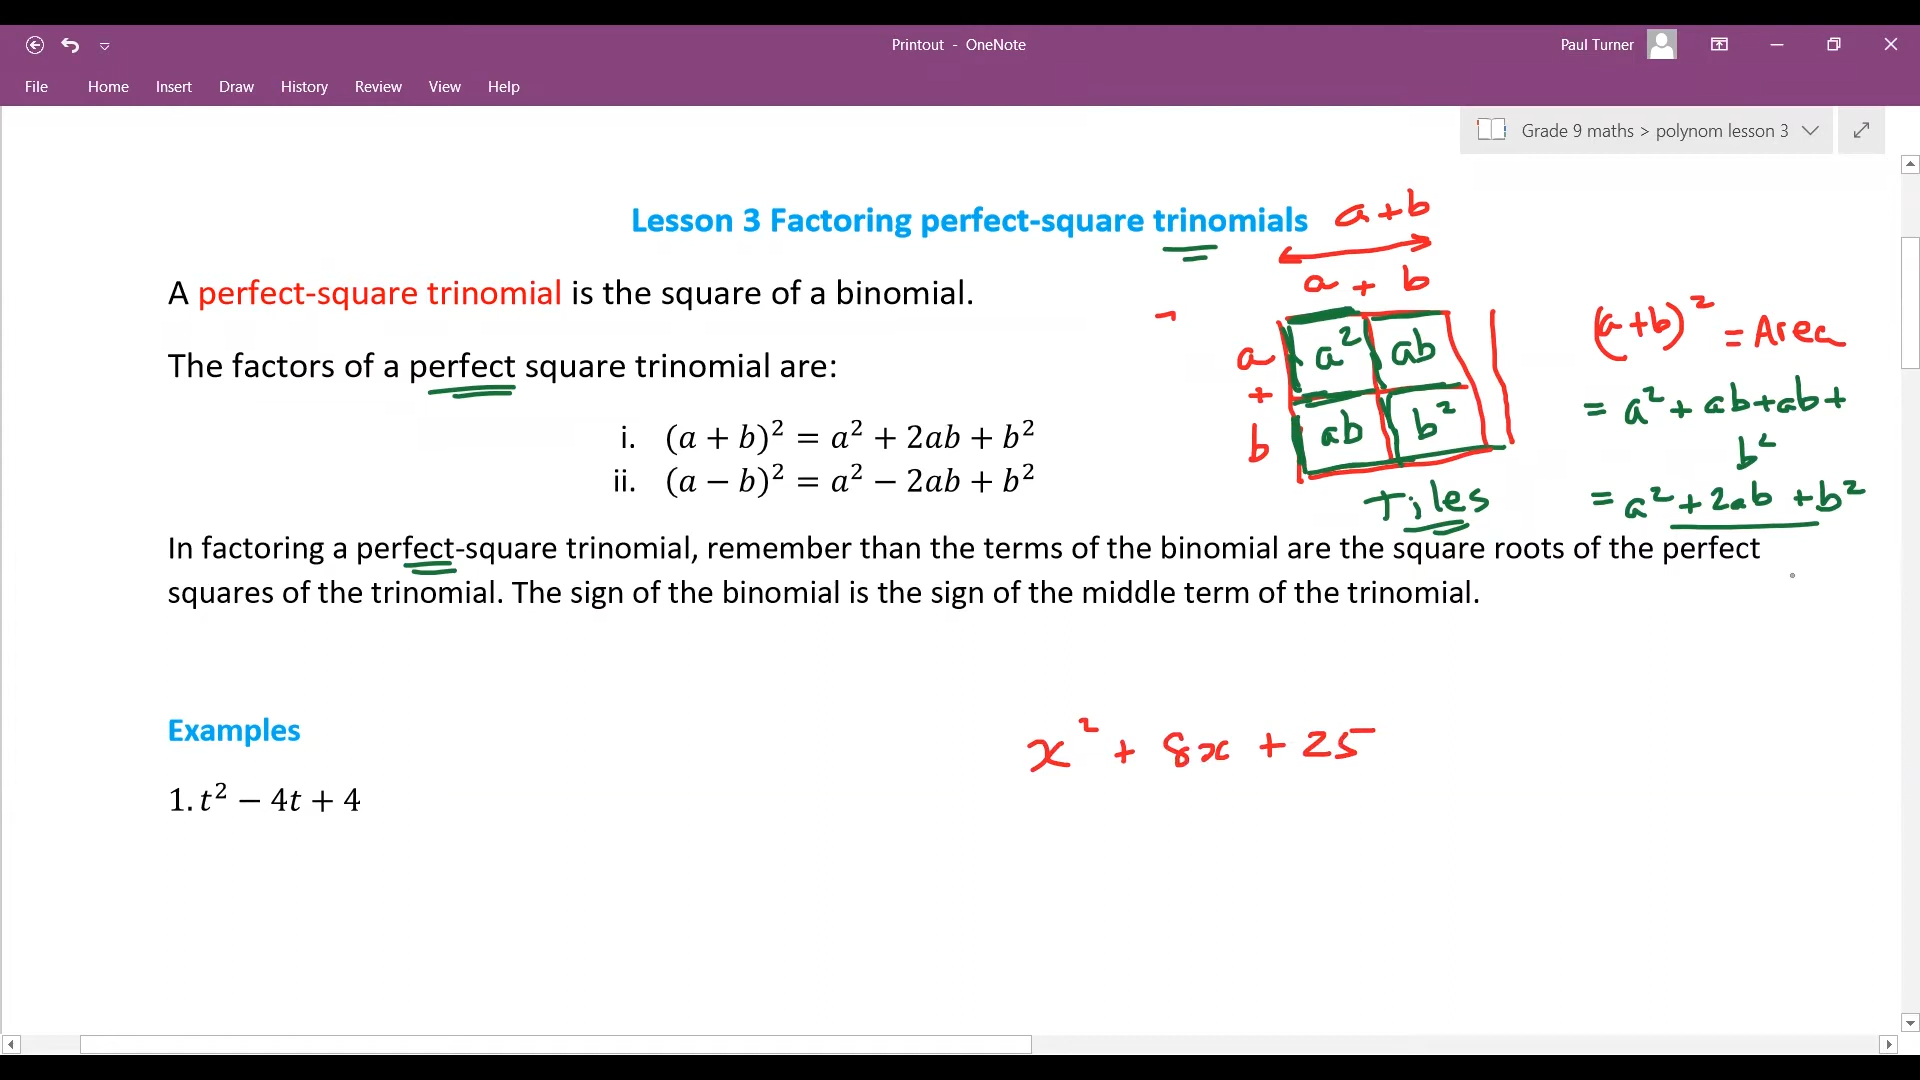 Printout - OneNote
Paul Turner
File Home Insert Draw History Review View Help
Grade 9 maths > polynom lesson 3
Lesson 3 Factoring perfect-square trinomials
a + b
a + b
A perfect-square trinomial is the square of a binomial.
(a + b)² = Area
a
a² ab
The factors of a perfect square trinomial are:
+
= a² + ab + ab +
b
ab b²
b²
i. (a + b)² = a² + 2ab + b²
ii. (a − b)² = a² − 2ab + b²
Tiles
= a² + 2ab + b²
In factoring a perfect-square trinomial, remember than the terms of the binomial are the square roots of the perfect
squares of the trinomial. The sign of the binomial is the sign of the middle term of the trinomial.
Examples
x² + 8x + 25
1. t² − 4t + 4